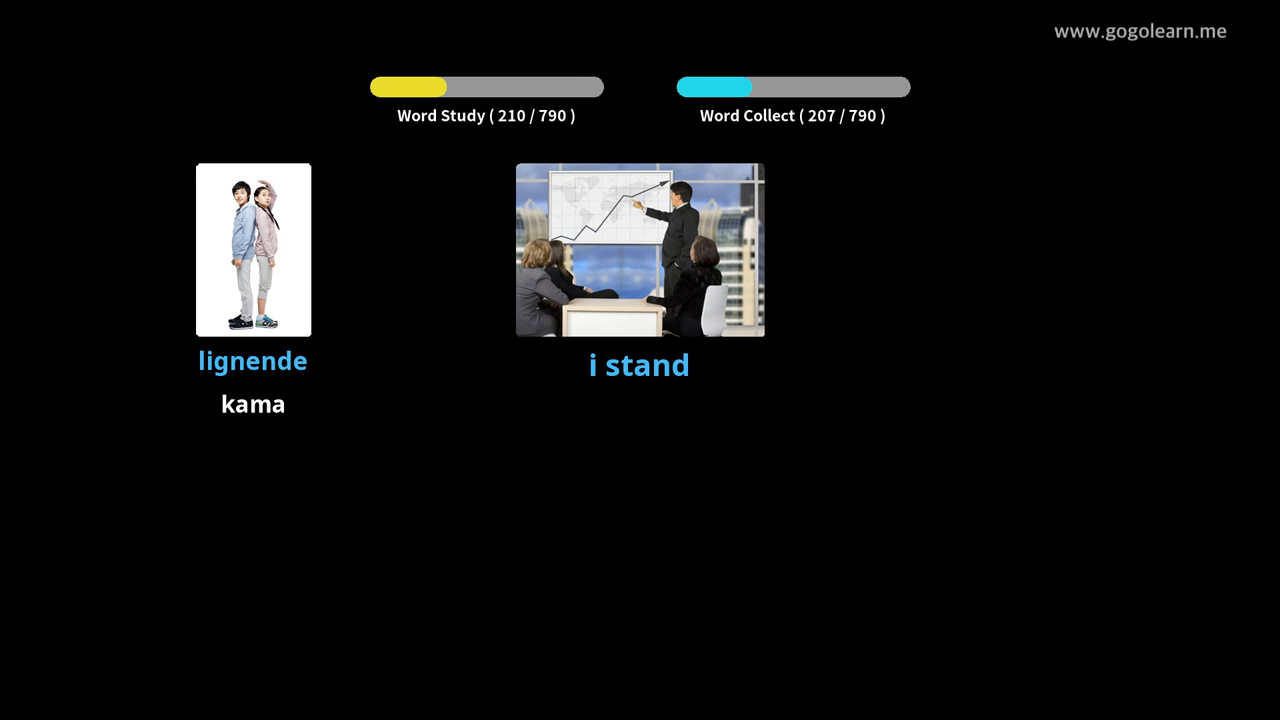 www.gogolearn.me
Word Study ( 210 / 790 )
Word Collect ( 207 / 790 )
lignende
kama
i stand